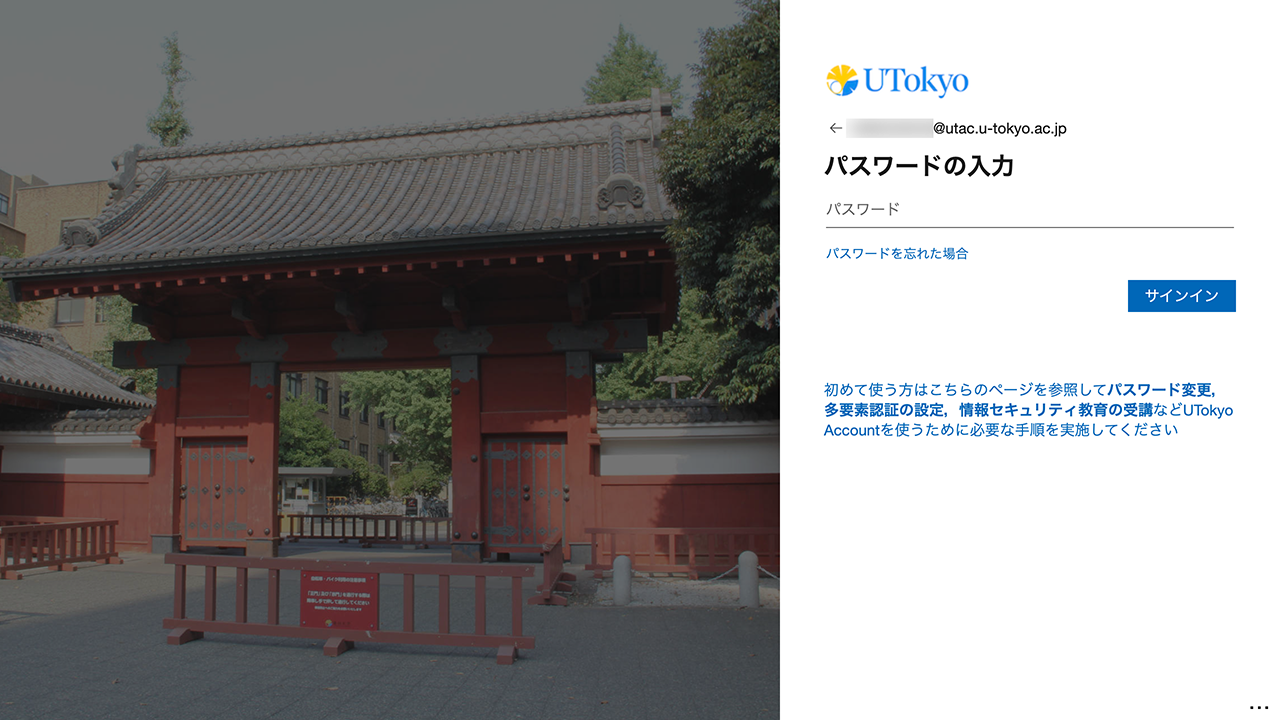 UTokyo
@utac.u-tokyo.ac.jp
パスワードの入力
パスワード
パスワードを忘れた場合
サインイン
初めて使う方はこちらのページを参照してパスワード変更,
多要素認証の設定, 情報セキュリティ教育の受講などUTokyo
Accountを使うために必要な手順を実施してください